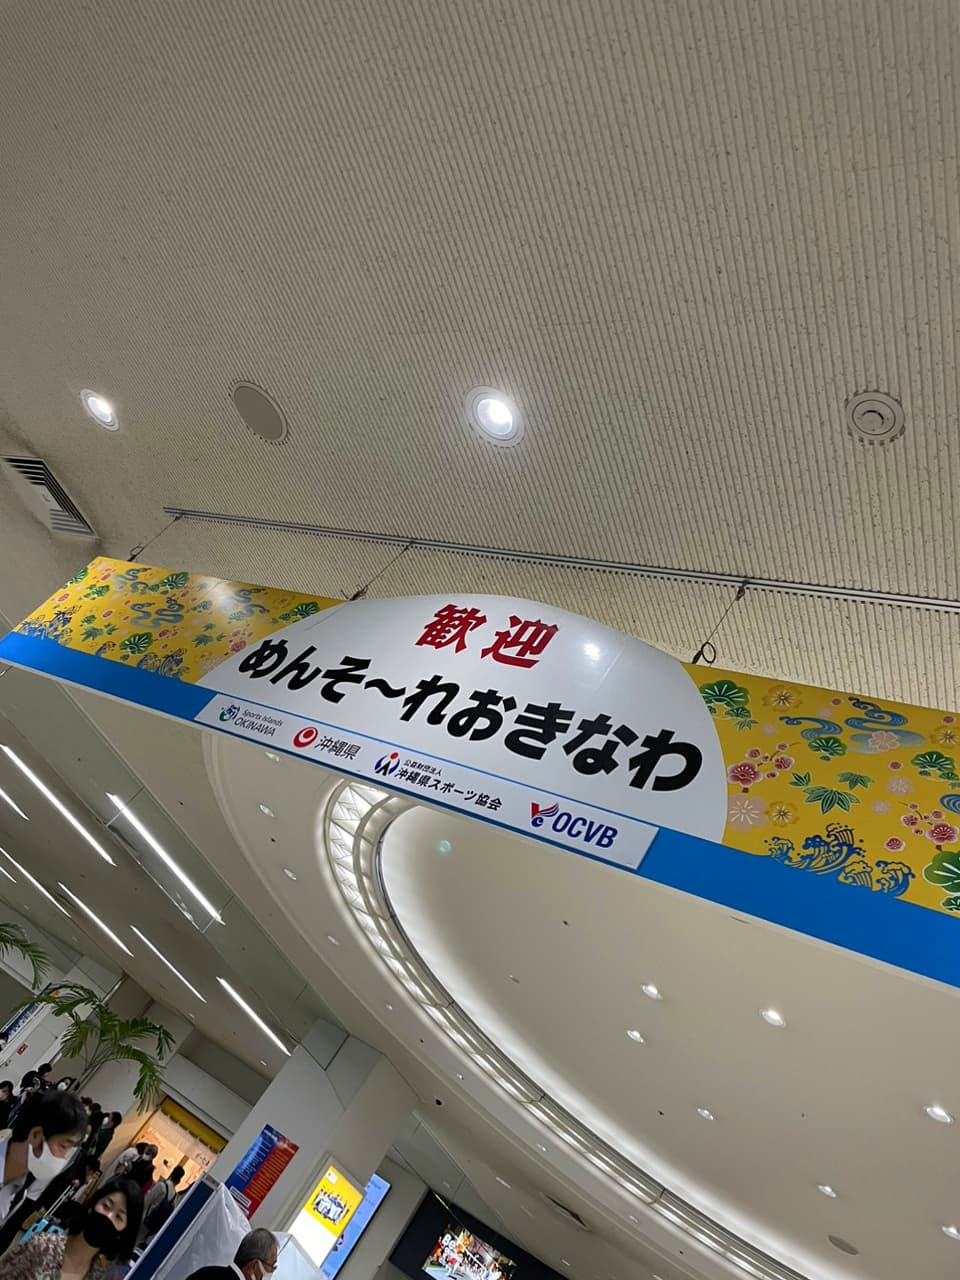 歓迎
めんそ～れおきなわ
Sports Islands
OKINAWA
沖縄県
公益財団法人
沖縄県スポーツ協会
OCVB